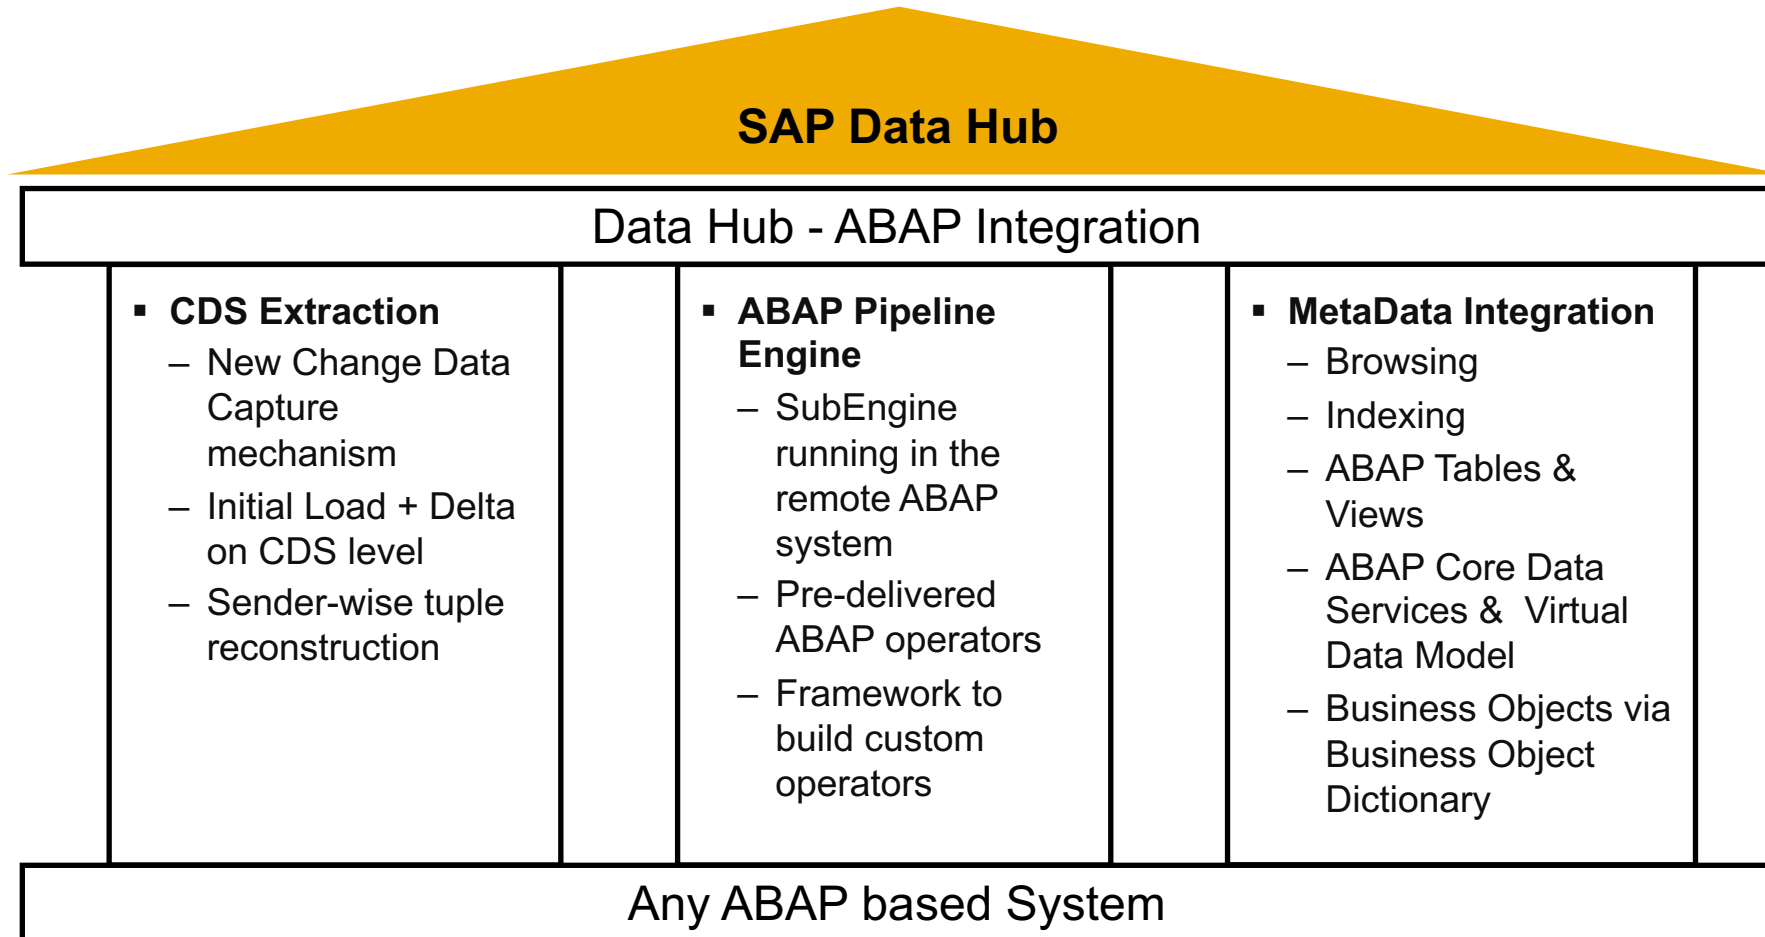 SAP Data Hub
Data Hub - ABAP Integration
▪ CDS Extraction
– New Change Data
Capture
mechanism
– Initial Load + Delta
on CDS level
– Sender-wise tuple
reconstruction
▪ ABAP Pipeline
Engine
– SubEngine
running in the
remote ABAP
system
– Pre-delivered
ABAP operators
– Framework to
build custom
operators
▪ MetaData Integration
– Browsing
– Indexing
– ABAP Tables &
Views
– ABAP Core Data
Services & Virtual
Data Model
– Business Objects via
Business Object
Dictionary
Any ABAP based System